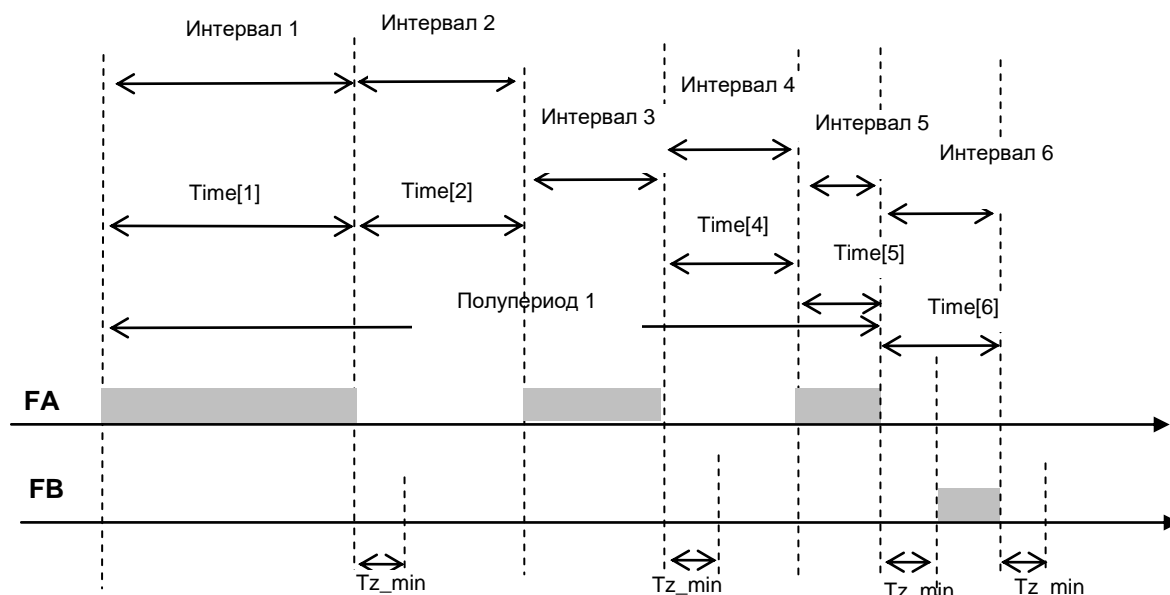 Интервал 1
Интервал 2
Интервал 4
Интервал 3
Интервал 5
Интервал 6
Time[1]
Time[2]
Time[4]
Time[5]
Полупериод 1
Time[6]
FA
FB
Tz_min
Tz_min
Tz_min
Tz_min